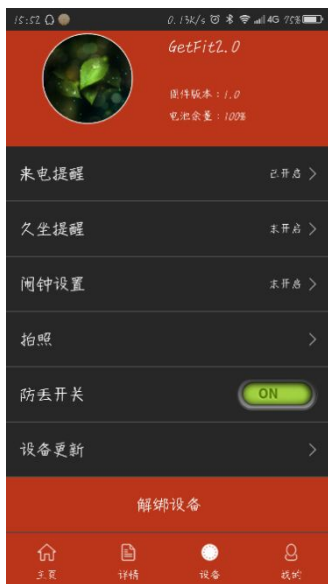 15:52 0.13K/s 4G 75%
GetFit2.0
固件版本：1.0
电池余量：100%
来电提醒 已开启
久坐提醒 未开启
闹钟设置 未开启
拍照
防丢开关 ON
设备更新
解绑设备
主页 详情 设备 我的